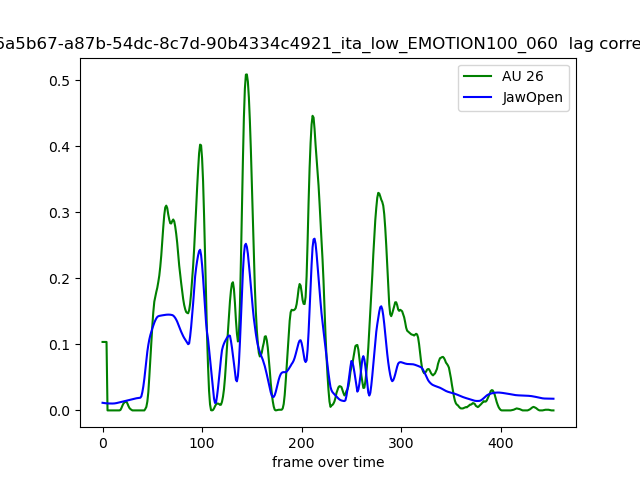 6a5b67-a87b-54dc-8c7d-90b4334c4921_ita_low_EMOTION100_060 lag corre
AU 26
JawOpen
0.5
0.4
0.3
0.2
0.1
0.0
0 100 200 300 400
frame over time